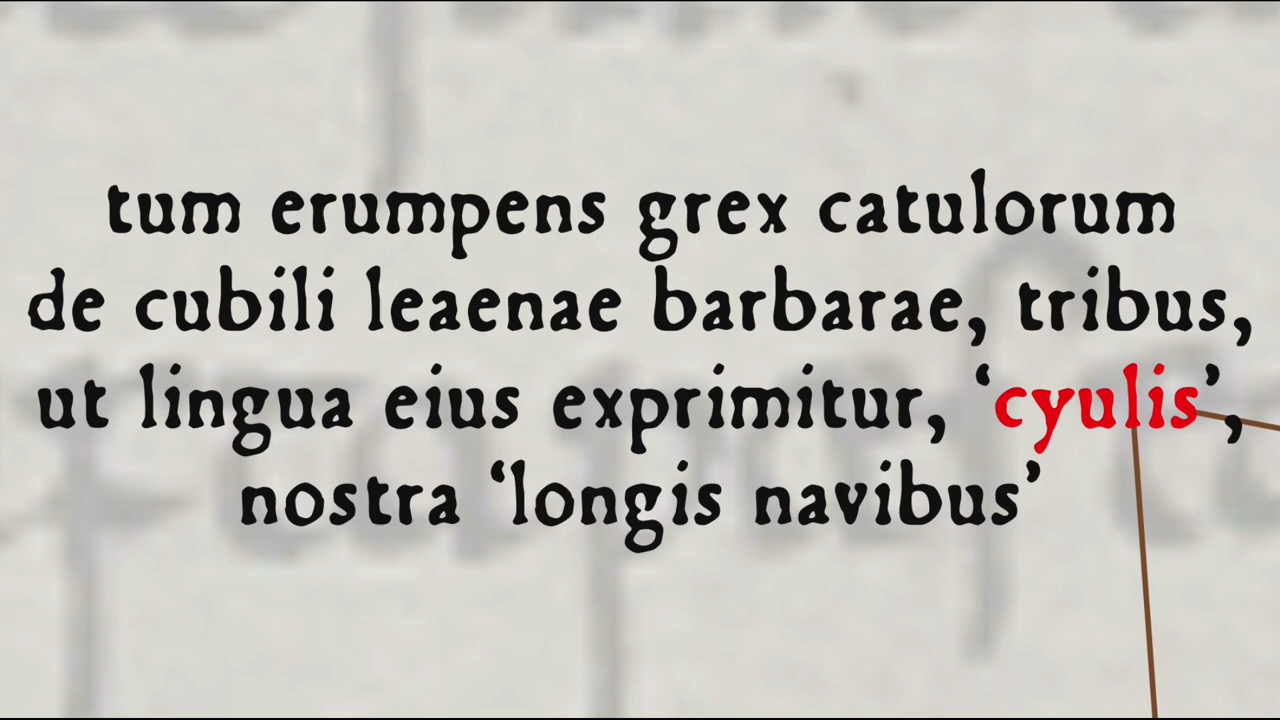 tum erumpens grex catulorum
de cubili leaenae barbarae, tribus,
ut lingua eius exprimitur, ‘cyulis’,
nostra ‘longis navibus’